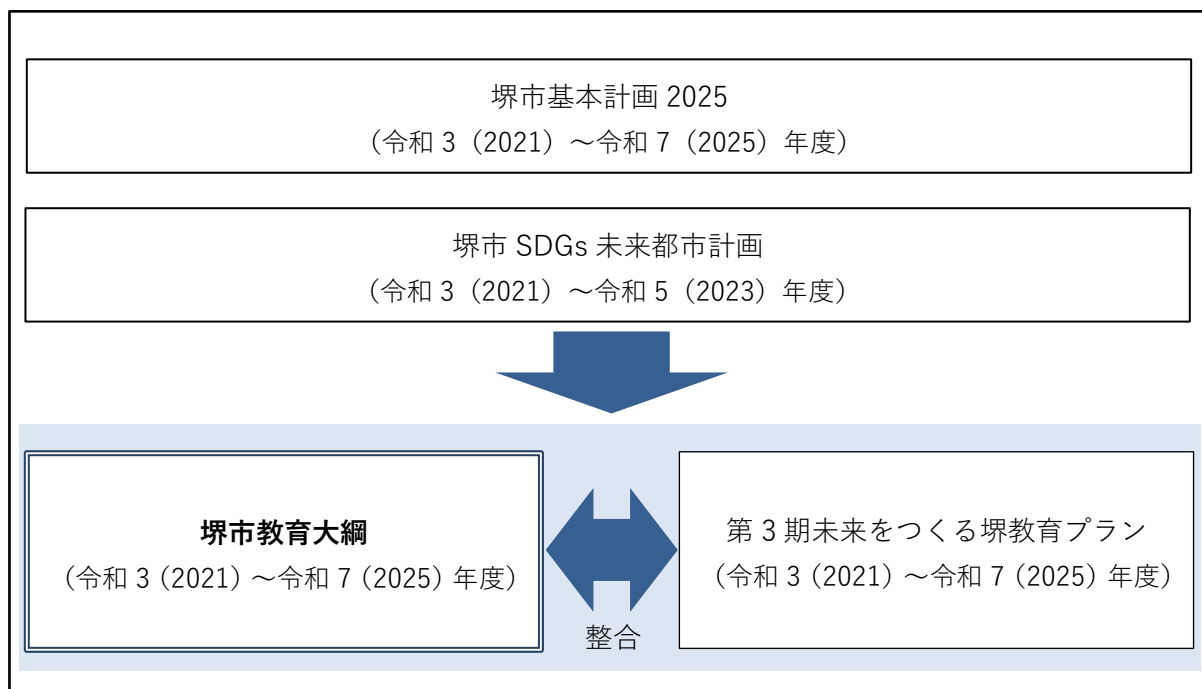 堺市基本計画 2025
（令和 3（2021）～令和 7（2025）年度）
堺市 SDGs 未来都市計画
（令和 3（2021）～令和 5（2023）年度）
堺市教育大綱
（令和 3（2021）～令和 7（2025）年度）
整合
第 3 期未来をつくる堺教育プラン
（令和 3（2021）～令和 7（2025）年度）